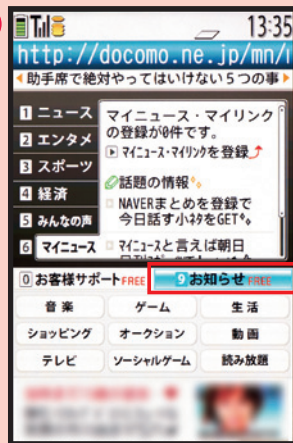 13:35
http://docomo.ne.jp/mn/
助手席で絶対やってはいけない5つの事
1 ニュース
2 エンタメ
3 スポーツ
4 経済
5 みんなの声
6 マイニュース
マイニュース・マイリンク
の登録が0件です。
マイニュース・マイリンクを登録
話題の情報
NAVERまとめを登録で
今日話す小ネタをGET
マイニュースと言えば朝日
0 お客様サポートFREE
9 お知らせ FREE
音楽
ゲーム
生活
ショッピング
オークション
動画
テレビ
ソーシャルゲーム
読み放題